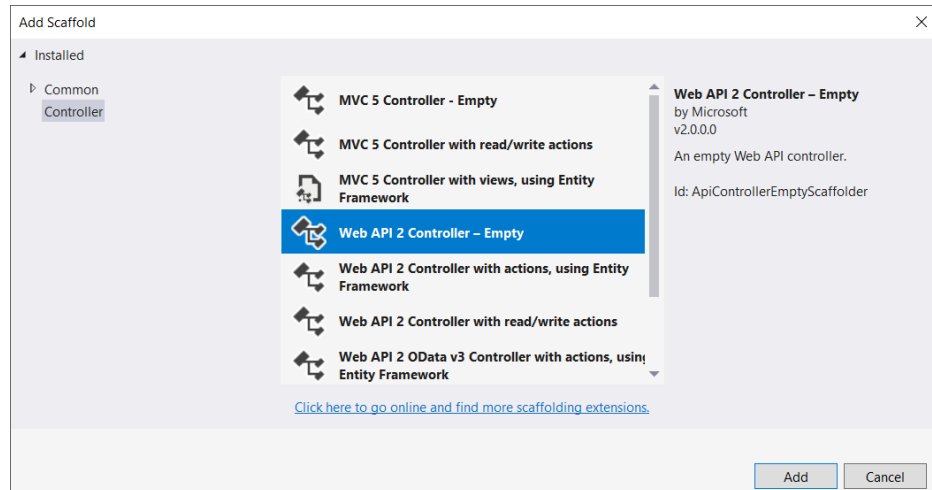 Add Scaffold
Installed
Common
Controller
MVC 5 Controller - Empty
MVC 5 Controller with read/write actions
MVC 5 Controller with views, using Entity
Framework
Web API 2 Controller – Empty
Web API 2 Controller with actions, using Entity
Framework
Web API 2 Controller with read/write actions
Web API 2 OData v3 Controller with actions, using
Entity Framework
Click here to go online and find more scaffolding extensions.
Web API 2 Controller – Empty
by Microsoft
v2.0.0.0
An empty Web API controller.
Id: ApiControllerEmptyScaffolder
Add
Cancel